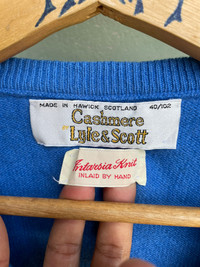 MADE IN HAWICK SCOTLAND 40/102
Cashmere
Lyle & Scott
Intarsia Knit
INLAID BY HAND